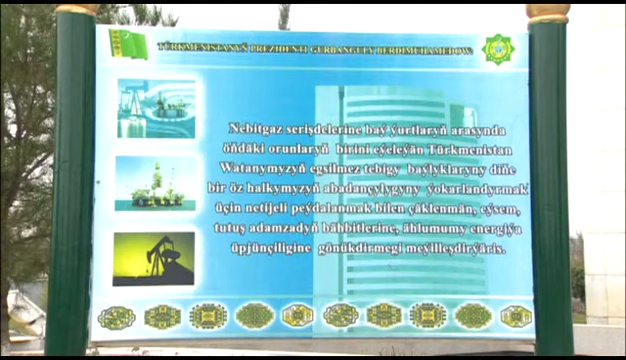 TÜRKMENISTANYŇ PREZIDENTI GURBANGULY BERDIMUHAMEDOW:
Nebitgaz serişdelerine baý ýurtlaryň arasynda
öňdäki orunlaryň birini eýeleýän Türkmenistan
Watanymyzyň egsilmez tebigy baýlyklaryny diňe
bir öz halkymyzyň abadançylygyny ýokarlandyrmak
üçin netijeli peýdalanmak bilen çäklenmän, eýsem,
tutuş adamzadyň bähbitlerine, ählumumy energiýa
üpjünçiligine gönükdirmegi meýilleşdirýäris.